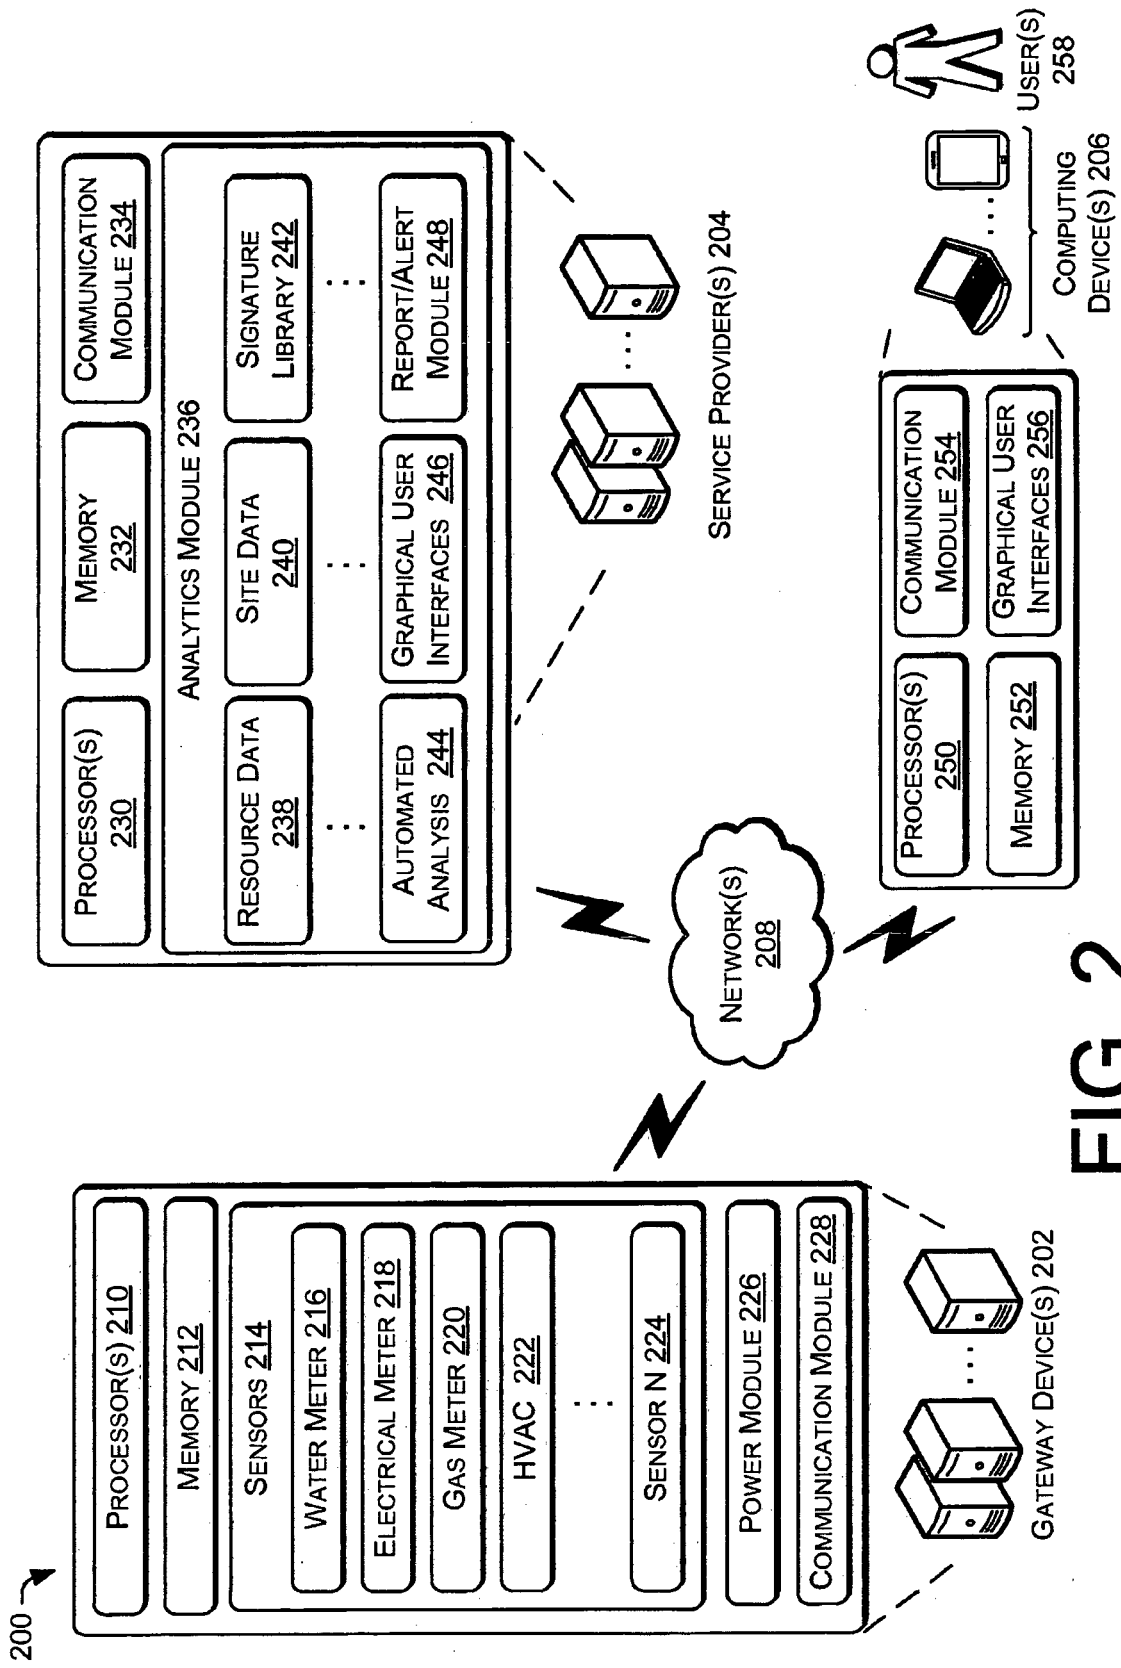 200
PROCESSOR(S) 210
MEMORY 212
SENSORS 214
WATER METER 216
ELECTRICAL METER 218
GAS METER 220
HVAC 222
...
SENSOR N 224
POWER MODULE 226
COMMUNICATION MODULE 228
...
GATEWAY DEVICE(S) 202
NETWORK(S)
208
PROCESSOR(S)
230
MEMORY
232
COMMUNICATION
MODULE 234
ANALYTICS MODULE 236
RESOURCE DATA
238
SITE DATA
240
SIGNATURE
LIBRARY 242
...
...
...
AUTOMATED
ANALYSIS 244
GRAPHICAL USER
INTERFACES 246
REPORT/ALERT
MODULE 248
...
SERVICE PROVIDER(S) 204
PROCESSOR(S)
250
COMMUNICATION
MODULE 254
MEMORY 252
GRAPHICAL USER
INTERFACES 256
...
COMPUTING
DEVICE(S) 206
USER(S)
258
FIG 2